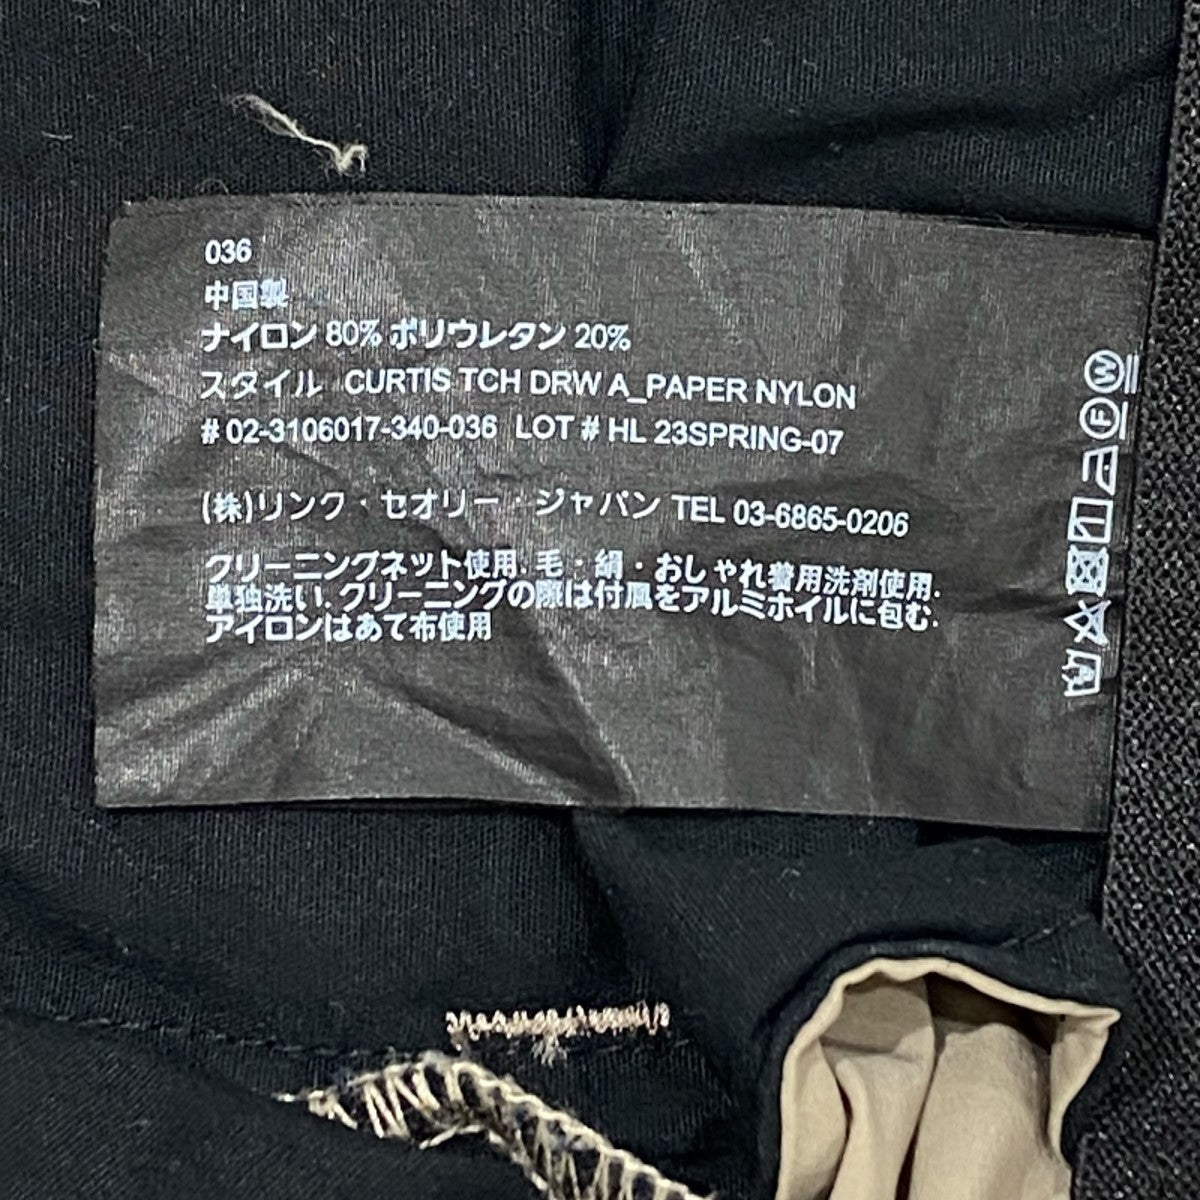 036
中国製
ナイロン 80% ポリウレタン 20%
スタイル CURTIS TCH DRW A_PAPER NYLON
# 02-3106017-340-036 LOT # HL 23SPRING-07
(株)リンク・セオリー・ジャパン TEL 03-6865-0206
クリーニングネット使用. 毛・絹・おしゃれ着用洗剤使用.
単独洗い. クリーニングの際は付属をアルミホイルに包む.
アイロンはあて布使用
W
F